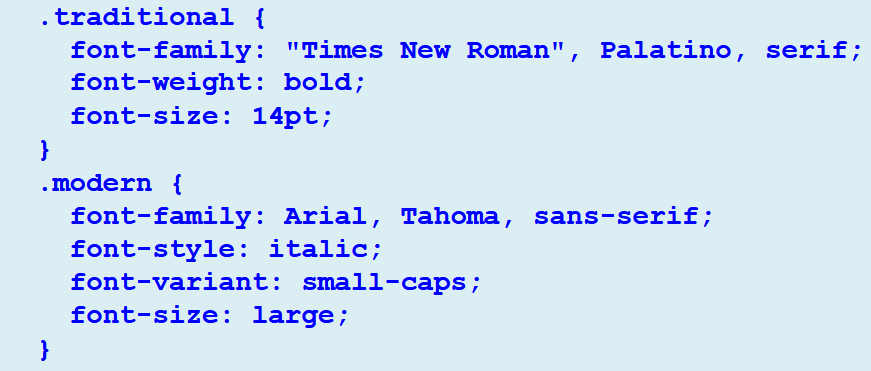 .traditional {
  font-family: "Times New Roman", Palatino, serif;
  font-weight: bold;
  font-size: 14pt;
}
.modern {
  font-family: Arial, Tahoma, sans-serif;
  font-style: italic;
  font-variant: small-caps;
  font-size: large;
}